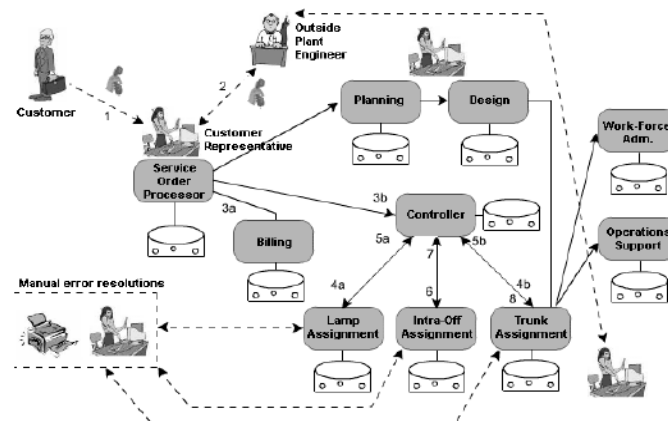 Outside
Plant
Engineer
2
Customer
1
Customer
Representative
Planning
Design
Work-Force
Adm.
Service
Order
Processor
3a
3b
Controller
Billing
5a
7
5b
Operations
Support
Manual error resolutions
4a
6
4b
8
Lamp
Assignment
Intra-Off
Assignment
Trunk
Assignment